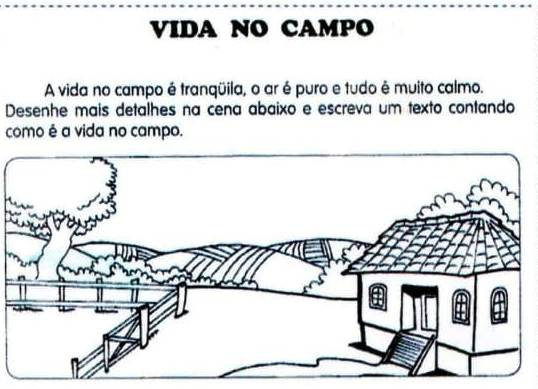 VIDA NO CAMPO
A vida no campo é tranqüila, o ar é puro e tudo é muito calmo.
Desenhe mais detalhes na cena abaixo e escreva um texto contando
como é a vida no campo.